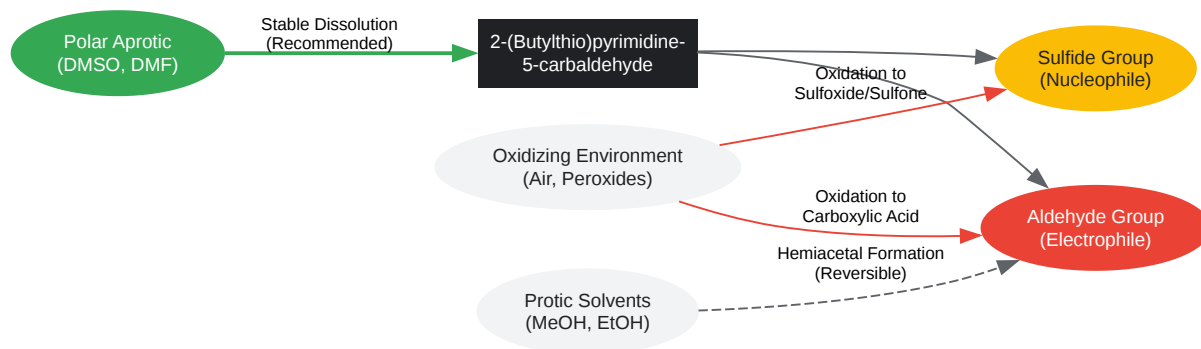 Polar Aprotic
(DMSO, DMF)
Stable Dissolution
(Recommended)
2-(Butylthio)pyrimidine-
5-carbaldehyde
Sulfide Group
(Nucleophile)
Oxidation to
Sulfoxide/Sulfone
Oxidizing Environment
(Air, Peroxides)
Oxidation to
Carboxylic Acid
Aldehyde Group
(Electrophile)
Hemiacetal Formation
(Reversible)
Protic Solvents
(MeOH, EtOH)